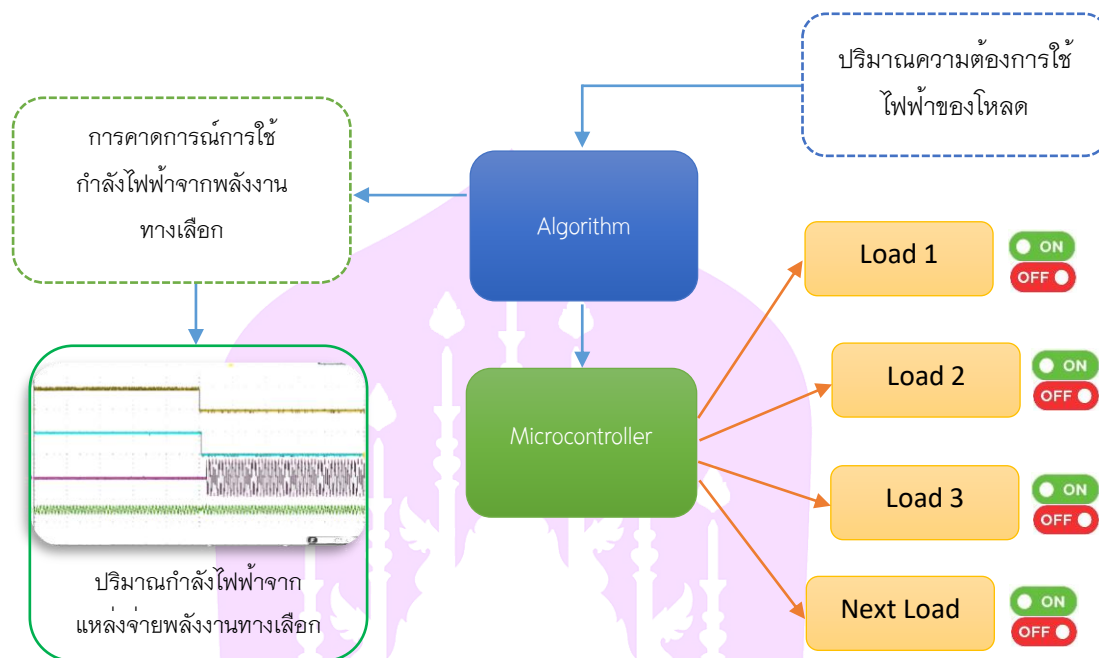 ปริมาณความต้องการใช้
ไฟฟ้าของโหลด
การคาดการณ์การใช้
กำลังไฟฟ้าจากพลังงาน
ทางเลือก
Algorithm
Load 1
ON
OFF
Load 2
ON
OFF
Microcontroller
Load 3
ON
OFF
ปริมาณกำลังไฟฟ้าจาก
แหล่งจ่ายพลังงานทางเลือก
Next Load
ON
OFF